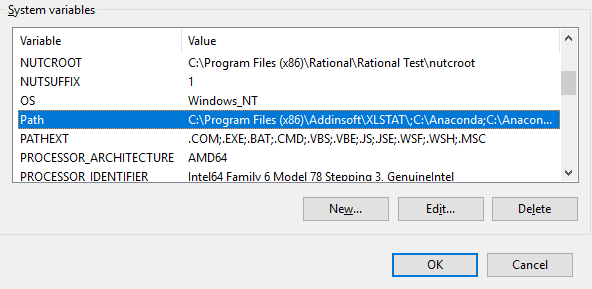 System variables
Variable Value
NUTCROOT C:\Program Files (x86)\Rational\Rational Test\nutcroot
NUTSUFFIX 1
OS Windows_NT
Path C:\Program Files (x86)\Addinsoft\XLSTAT\;C:\Anaconda;C:\Anacon...
PATHEXT .COM;.EXE;.BAT;.CMD;.VBS;.VBE;.JS;.JSE;.WSF;.WSH;.MSC
PROCESSOR_ARCHITECTURE AMD64
PROCESSOR_IDENTIFIER Intel64 Family 6 Model 78 Stepping 3, GenuineIntel
New... Edit... Delete
OK Cancel